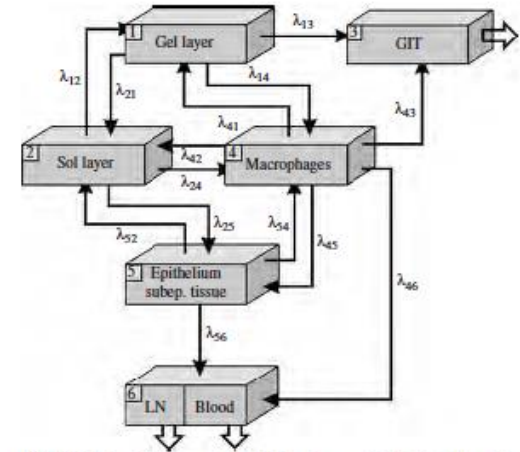 1
Gel layer
λ13
3
GIT
λ12
λ21
λ14
λ43
λ41
2
Sol layer
λ42
λ24
4
Macrophages
λ52
λ25
λ54
λ45
λ46
5
Epithelium
subep. tissue
λ56
6
LN
Blood